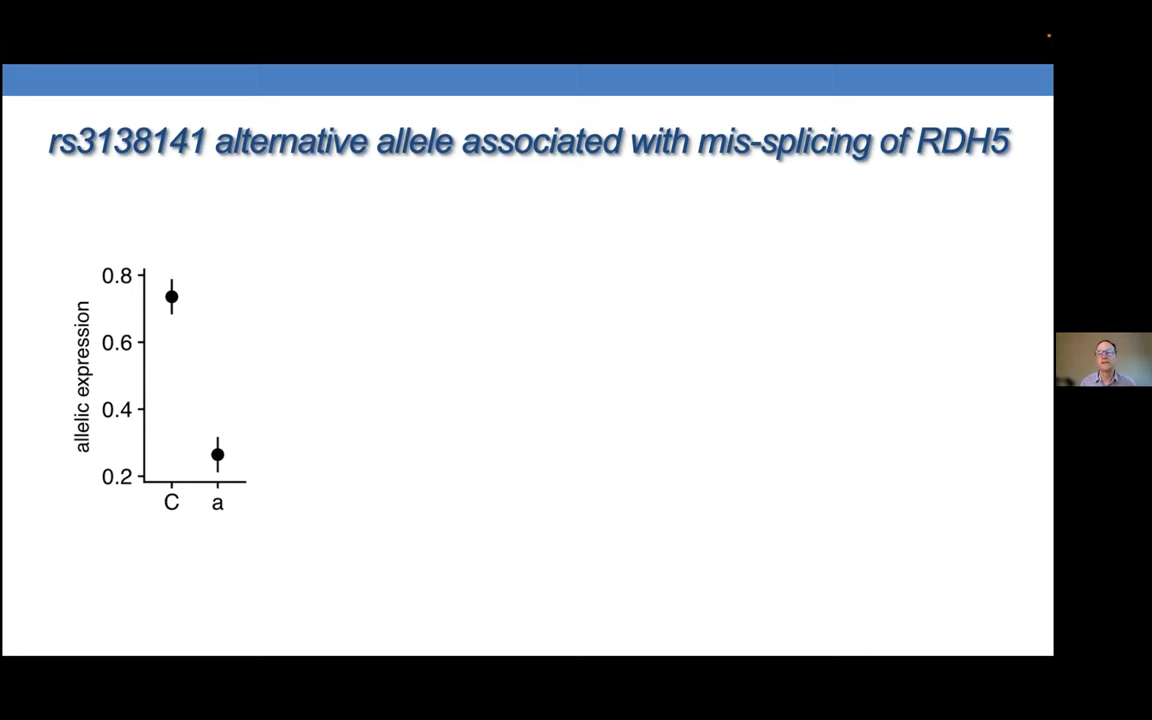 rs3138141 alternative allele associated with mis-splicing of RDH5
allelic expression
0.8
0.6
0.4
0.2
C a